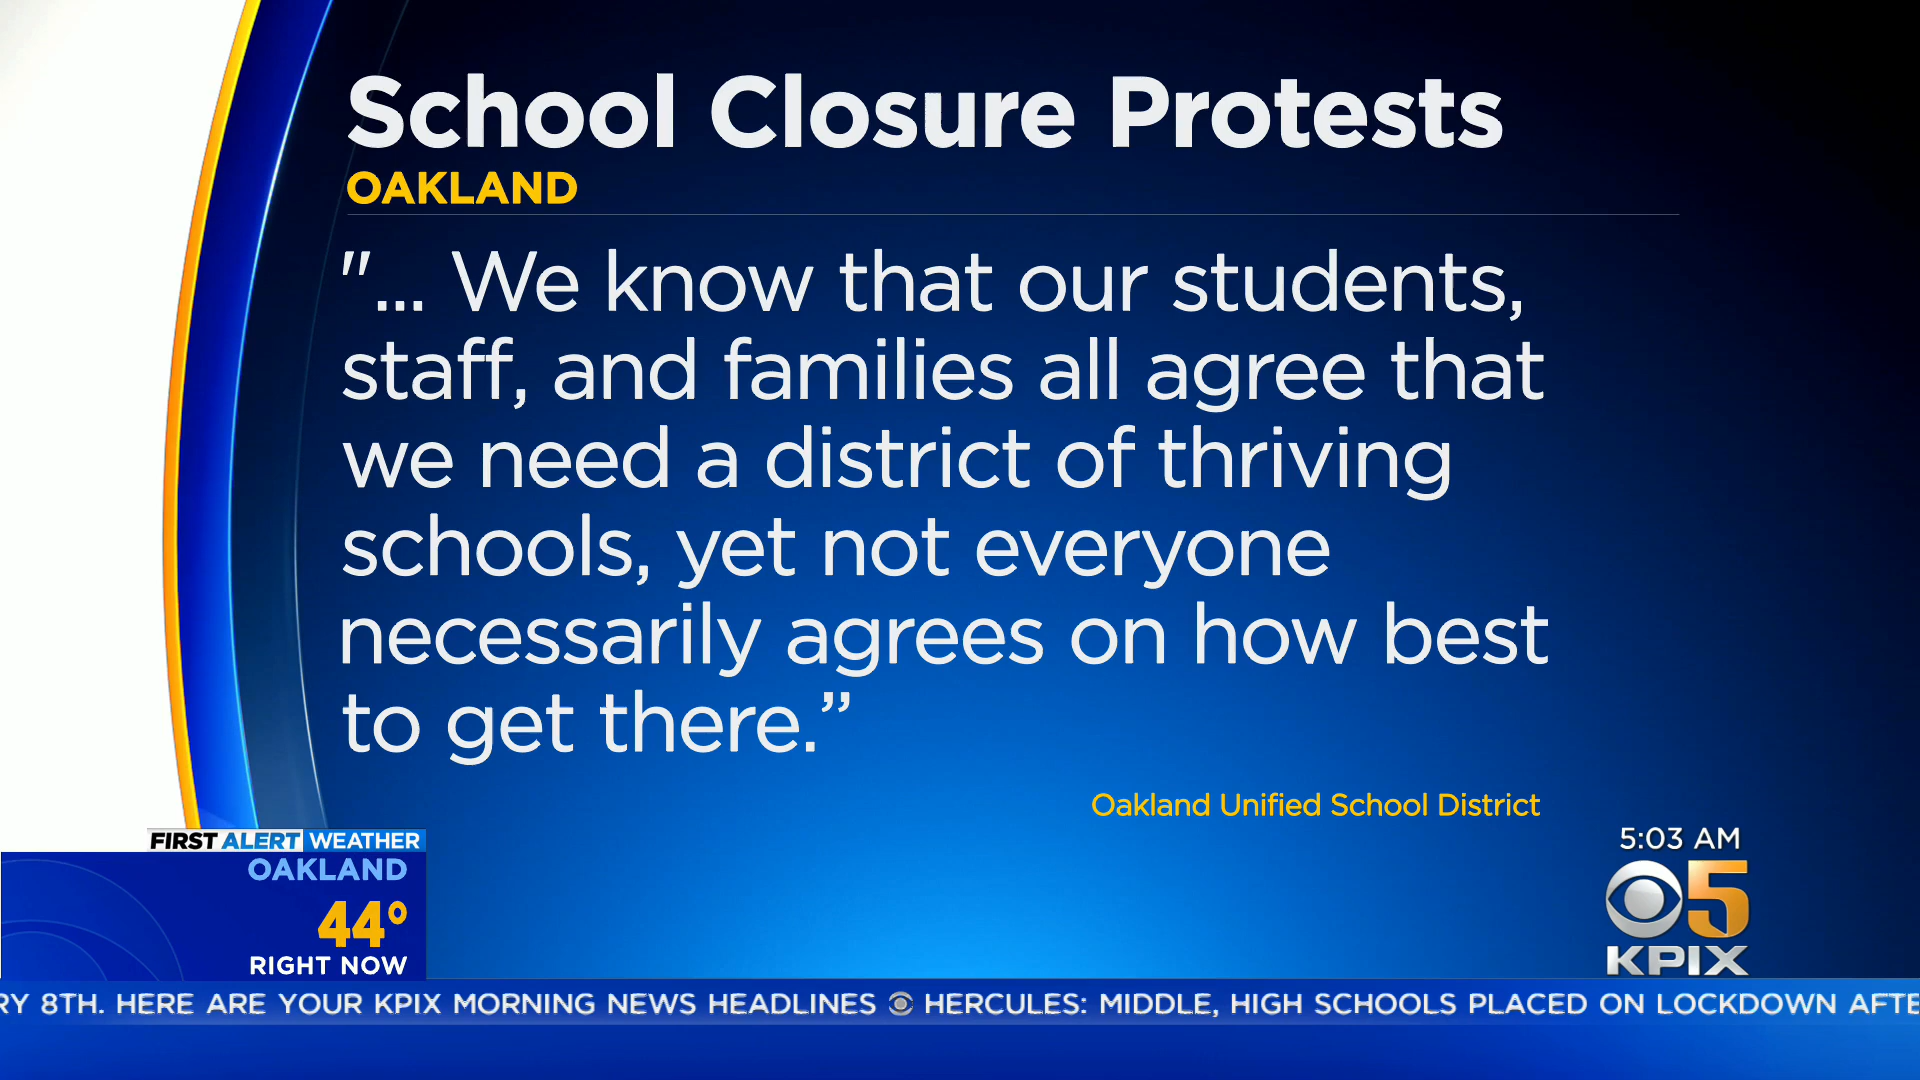 School Closure Protests
OAKLAND
"... We know that our students,
staff, and families all agree that
we need a district of thriving
schools, yet not everyone
necessarily agrees on how best
to get there.”
Oakland Unified School District
FIRST ALERT WEATHER
OAKLAND
44°
RIGHT NOW
5:03 AM
5
KPIX
RY 8TH. HERE ARE YOUR KPIX MORNING NEWS HEADLINES HERCULES: MIDDLE, HIGH SCHOOLS PLACED ON LOCKDOWN AFTE